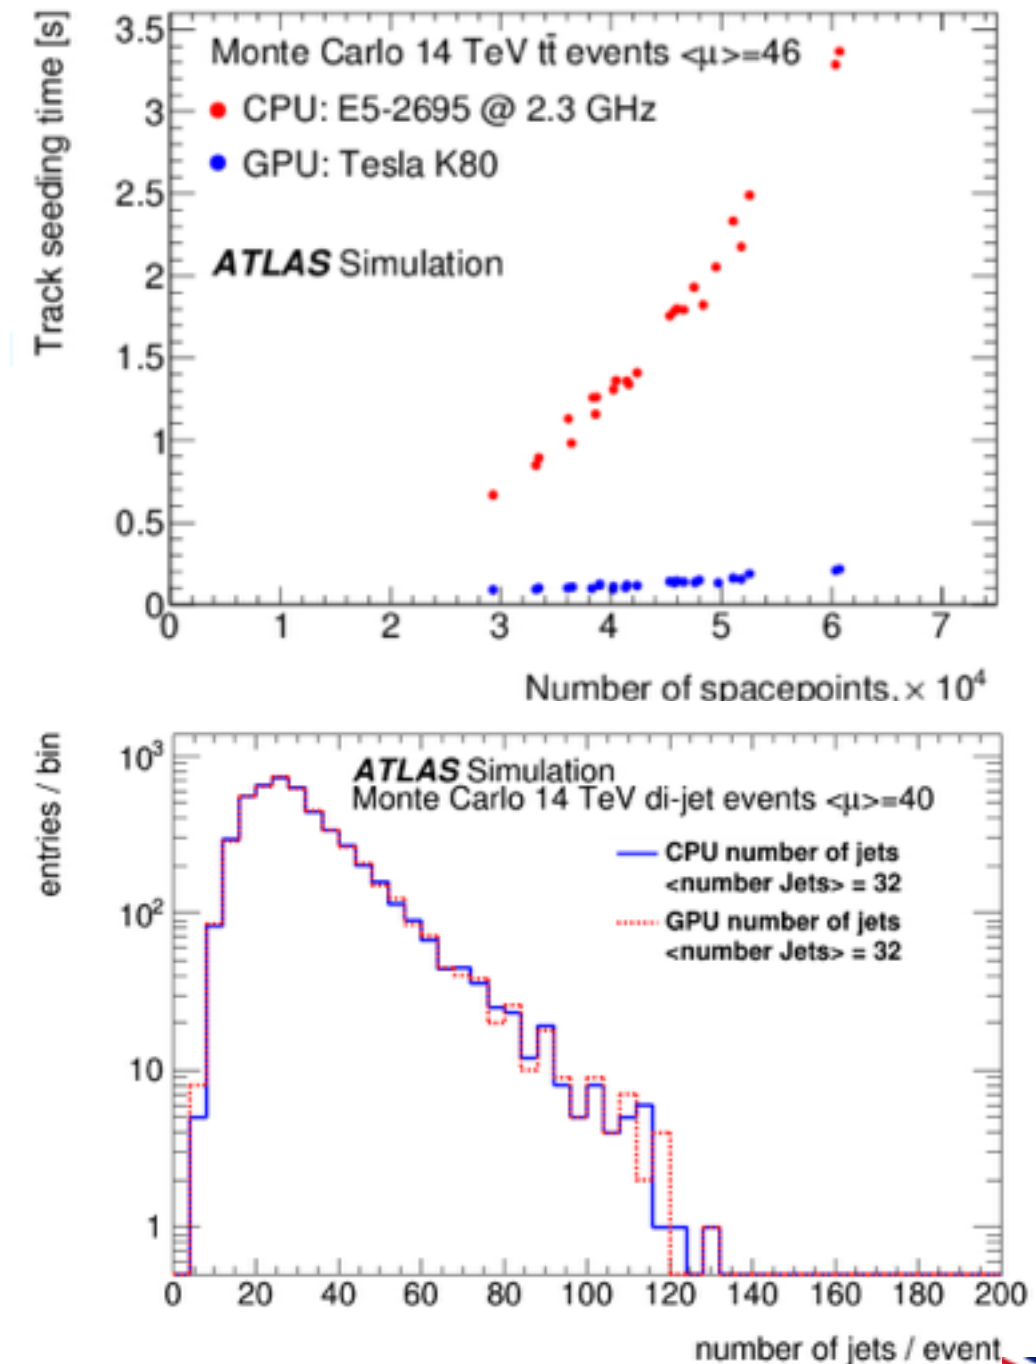 Track seeding time [s]
3.5
3
2.5
2
1.5
1
0.5
0
Monte Carlo 14 TeV tt̄ events <μ>=46
CPU: E5-2695 @ 2.3 GHz
GPU: Tesla K80
ATLAS Simulation
0 1 2 3 4 5 6 7
Number of spacepoints, × 10⁴
entries / bin
10³
10²
10
1
ATLAS Simulation
Monte Carlo 14 TeV di-jet events <μ>=40
CPU number of jets
<number Jets> = 32
GPU number of jets
<number Jets> = 32
0 20 40 60 80 100 120 140 160 180 200
number of jets / event